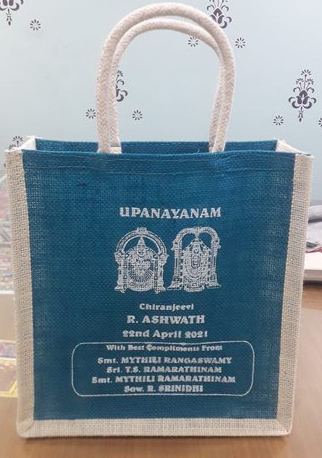 UPANAYANAM
Chiranjeevi
R. ASHWATH
22nd April 2021
With Best Compliments From
Smt. MYTHILI RANGASWAMY
Sri. T.S. RAMARATHINAM
Smt. MYTHILI RAMARATHINAM
Sow. R. SRINIDHI